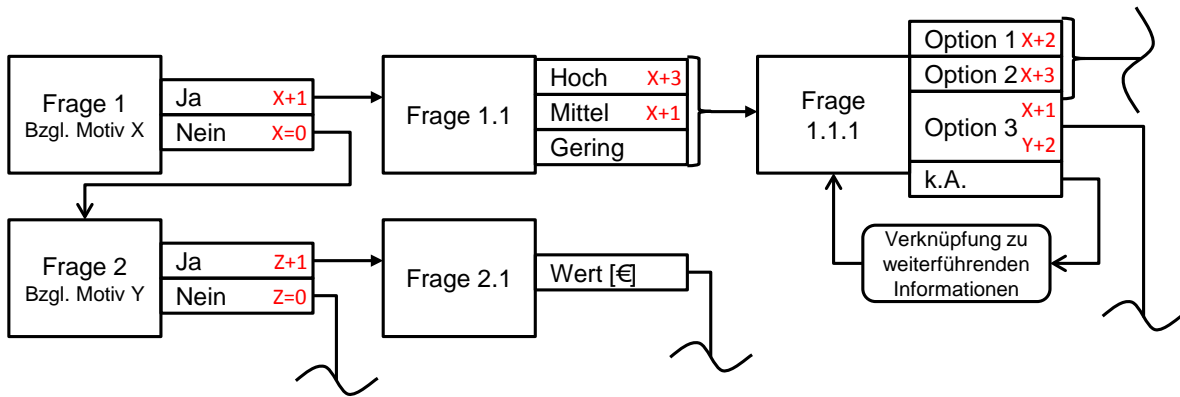 Frage 1
Bzgl. Motiv X
Ja X+1
Nein X=0
Frage 1.1
Hoch X+3
Mittel X+1
Gering
Frage
1.1.1
Option 1 X+2
Option 2 X+3
Option 3 X+1
Y+2
k.A.
Verknüpfung zu
weiterführenden
Informationen
Frage 2
Bzgl. Motiv Y
Ja Z+1
Nein Z=0
Frage 2.1
Wert [€]